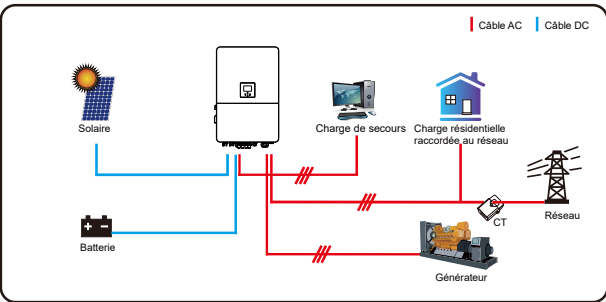 Câble AC
Câble DC
Solaire
Charge de secours
Charge résidentielle
raccordée au réseau
CT
Réseau
Batterie
Générateur